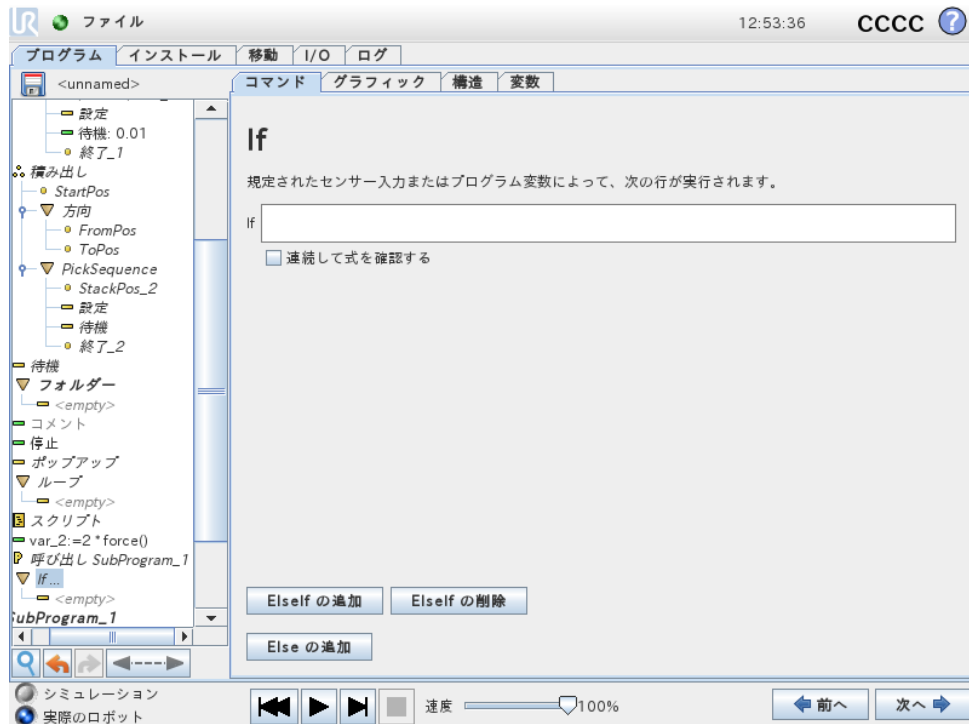 UR ファイル 12:53:36 CCCC ?
プログラム インストール 移動 I/O ログ
<unnamed>
コマンド グラフィック 構造 変数
設定
待機: 0.01
終了_1
積み出し
StartPos
方向
FromPos
ToPos
PickSequence
StackPos_2
設定
待機
終了_2
待機
フォルダー
<empty>
コメント
停止
ポップアップ
ループ
<empty>
スクリプト
var_2:=2 * force()
呼び出し SubProgram_1
If ...
<empty>
SubProgram_1
If
規定されたセンサー入力またはプログラム変数によって、次の行が実行されます。
If
連続して式を確認する
ElseIf の追加 ElseIf の削除
Else の追加
シミュレーション
実際のロボット
速度 100%
前へ 次へ